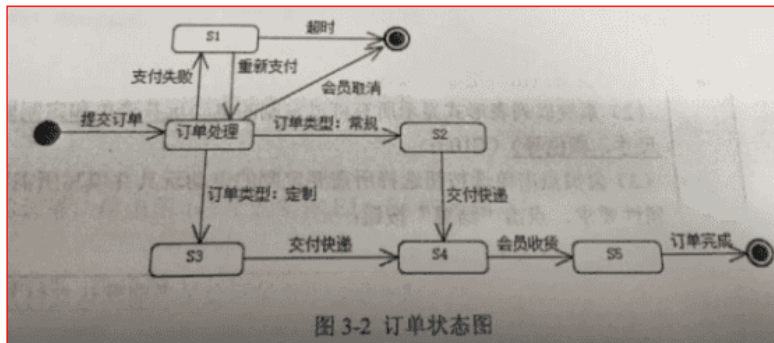 S1
超时
支付失败
重新支付
会员取消
提交订单
订单处理
订单类型：常规
S2
订单类型：定制
交付快递
S3
交付快递
S4
会员收货
S5
订单完成
图 3-2 订单状态图